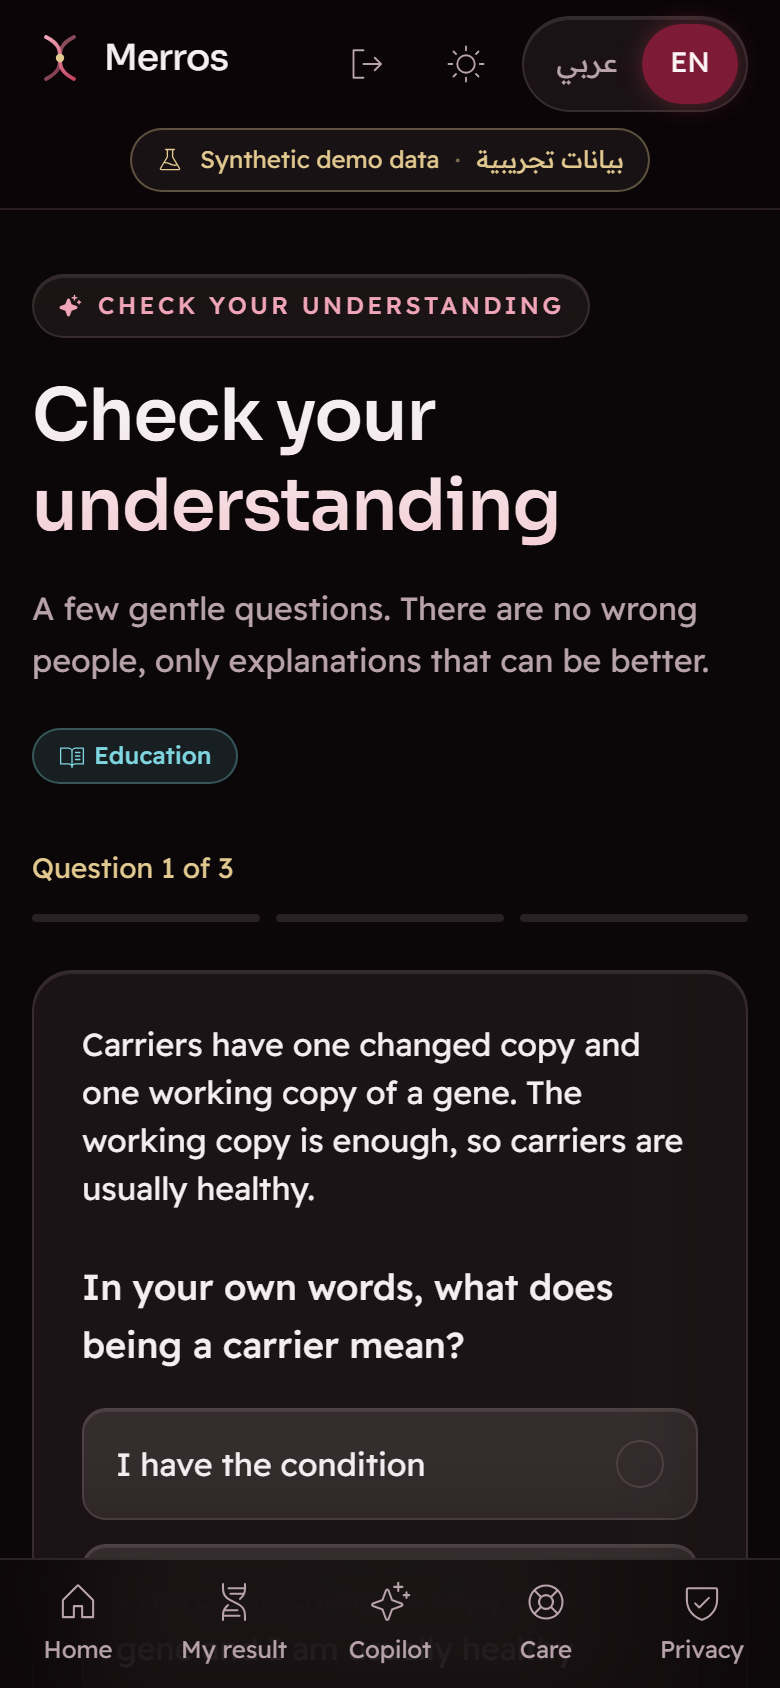 Merros
عربي
EN
Synthetic demo data · بيانات تجريبية
CHECK YOUR UNDERSTANDING
Check your
understanding
A few gentle questions. There are no wrong
people, only explanations that can be better.
Education
Question 1 of 3
Carriers have one changed copy and
one working copy of a gene. The
working copy is enough, so carriers are
usually healthy.
In your own words, what does
being a carrier mean?
I have the condition
Home
My result
Copilot
Care
Privacy